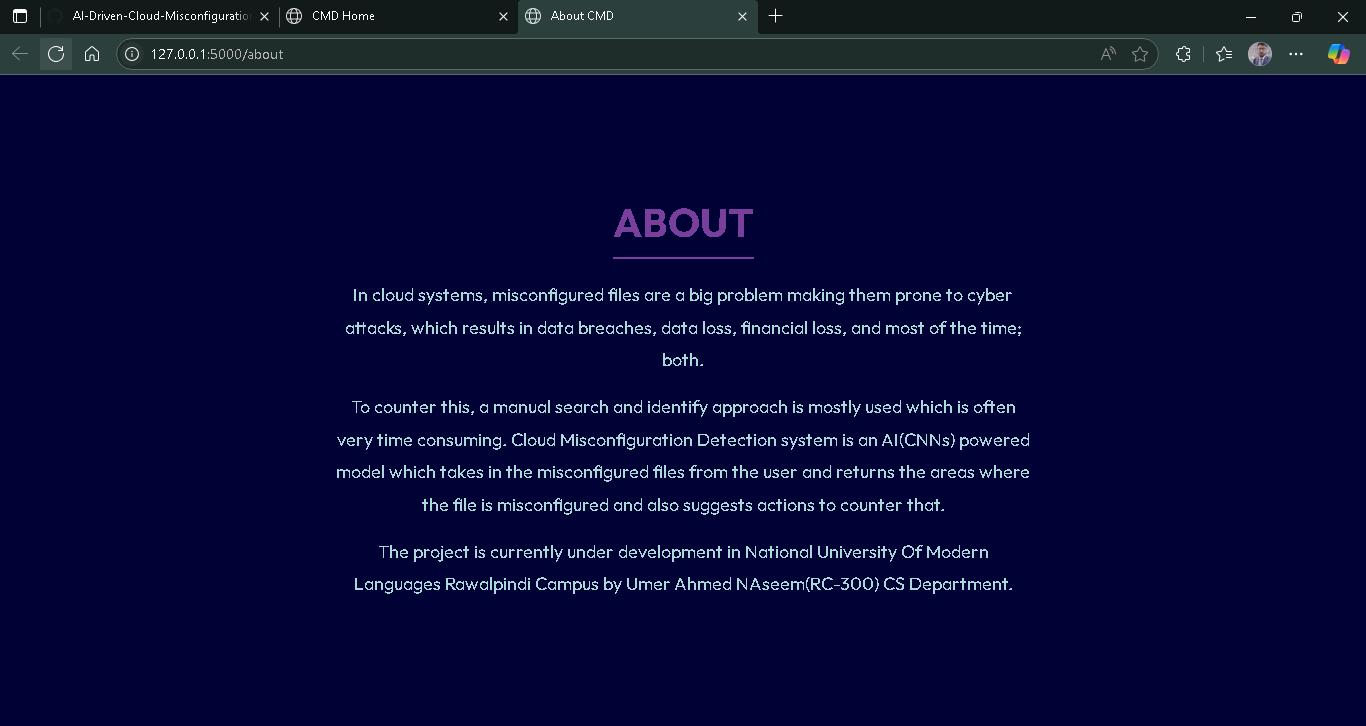 AI-Driven-Cloud-Misconfiguratio
CMD Home
About CMD
127.0.0.1:5000/about
ABOUT
In cloud systems, misconfigured files are a big problem making them prone to cyber
attacks, which results in data breaches, data loss, financial loss, and most of the time;
both.
To counter this, a manual search and identify approach is mostly used which is often
very time consuming. Cloud Misconfiguration Detection system is an AI(CNNs) powered
model which takes in the misconfigured files from the user and returns the areas where
the file is misconfigured and also suggests actions to counter that.
The project is currently under development in National University Of Modern
Languages Rawalpindi Campus by Umer Ahmed NAseem(RC-300) CS Department.